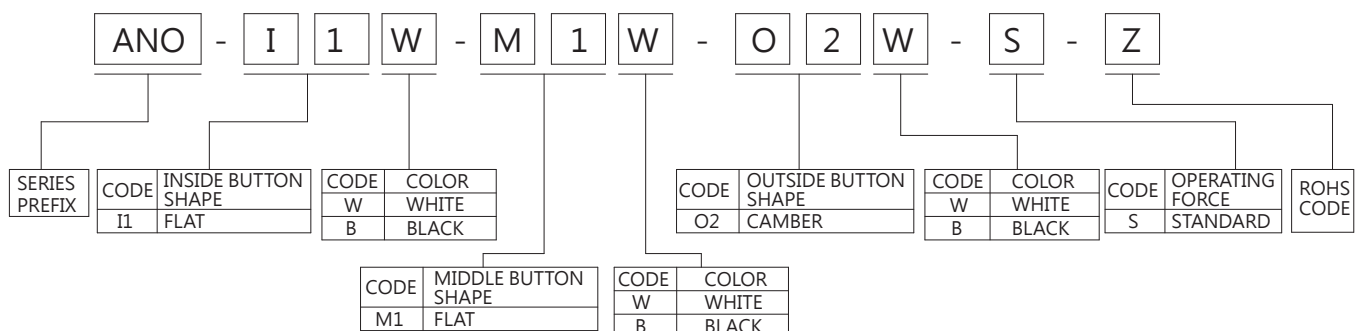 ANO - I 1 W - M 1 W - O 2 W - S - Z
SERIES
PREFIX
CODE INSIDE BUTTON
SHAPE
I1 FLAT
CODE COLOR
W WHITE
B BLACK
CODE OUTSIDE BUTTON
SHAPE
O2 CAMBER
CODE COLOR
W WHITE
B BLACK
CODE OPERATING
FORCE
S STANDARD
ROHS
CODE
CODE MIDDLE BUTTON
SHAPE
M1 FLAT
CODE COLOR
W WHITE
B BLACK